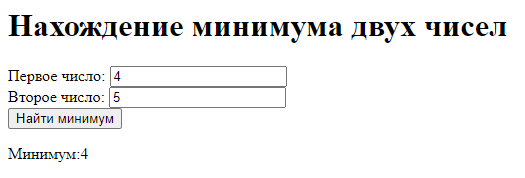 Нахождение минимума двух чисел
Первое число: 4
Второе число: 5
Найти минимум
Минимум:4